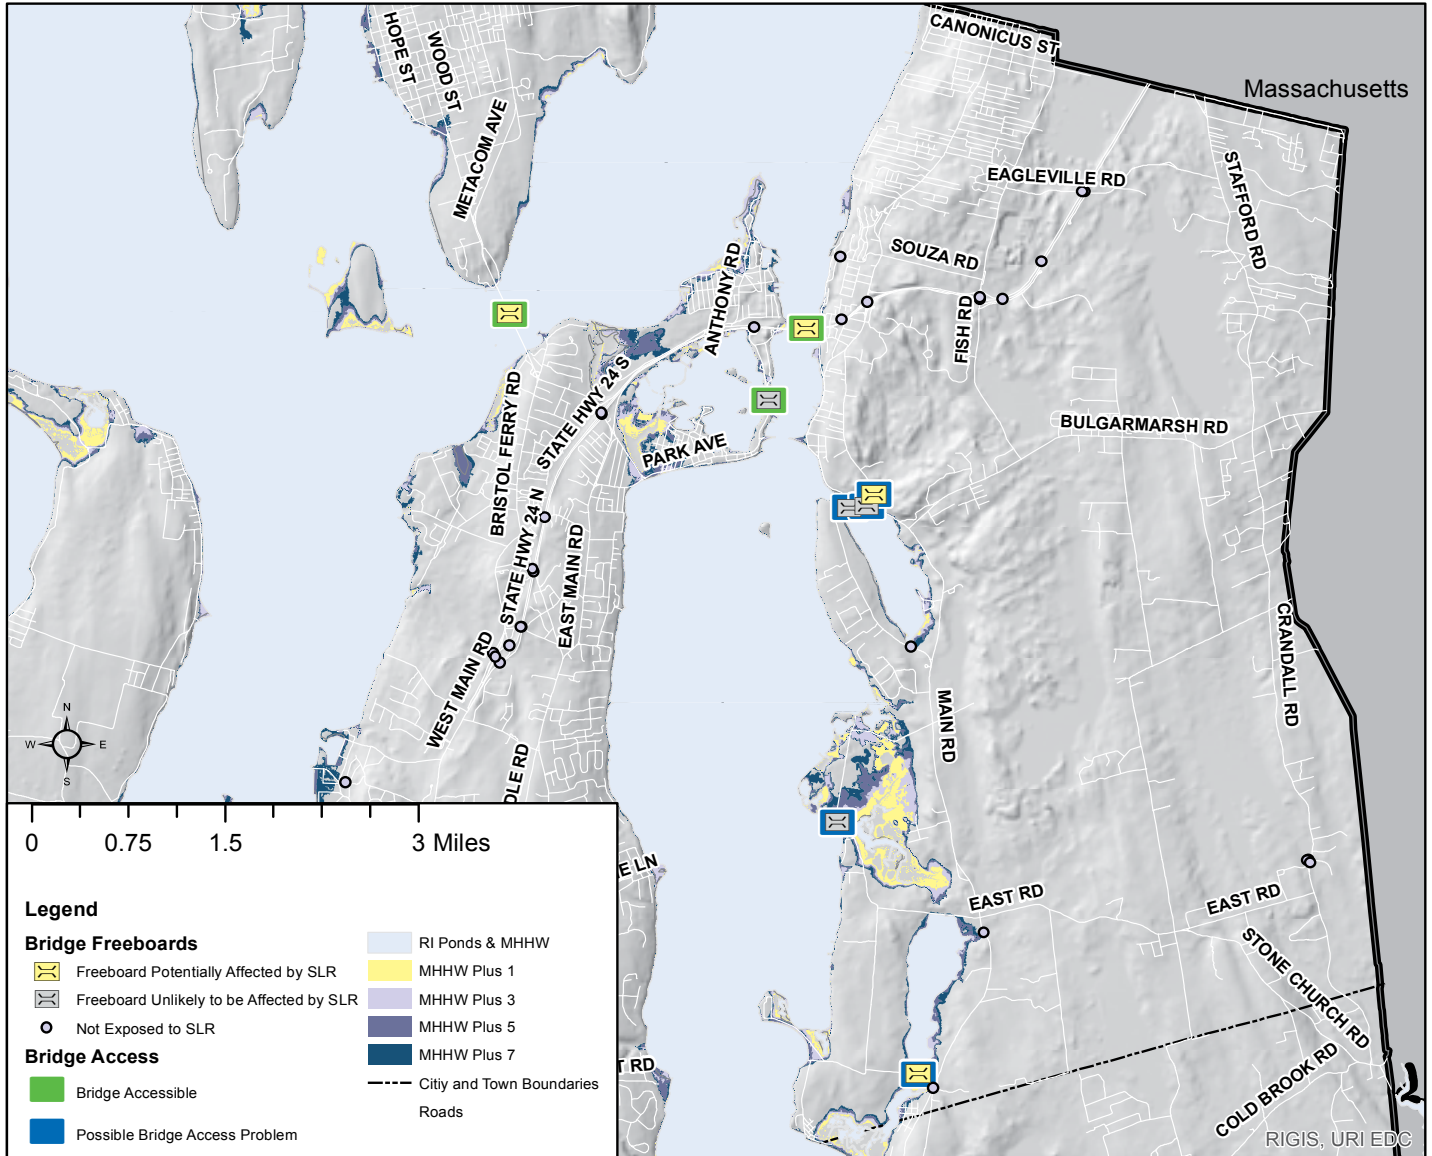 CANONICUS ST
HOPE ST
WOOD ST
Massachusetts
METACOM AVE
EAGLEVILLE RD
STAFFORD RD
SOUZA RD
ANTHONY RD
FISH RD
STATE HWY 24 S
BRISTOL FERRY RD
BULGARMARSH RD
PARK AVE
STATE HWY 24 N
EAST MAIN RD
CRANDALL RD
WEST MAIN RD
MAIN RD
N
W
E
S
DLE RD
0
0.75
1.5
3 Miles
E LN
EAST RD
EAST RD
STONE CHURCH RD
T RD
COLD BROOK RD
Legend
Bridge Freeboards
Freeboard Potentially Affected by SLR
Freeboard Unlikely to be Affected by SLR
Not Exposed to SLR
Bridge Access
Bridge Accessible
Possible Bridge Access Problem
RI Ponds & MHHW
MHHW Plus 1
MHHW Plus 3
MHHW Plus 5
MHHW Plus 7
Citiy and Town Boundaries
Roads
RIGIS, URI EDC